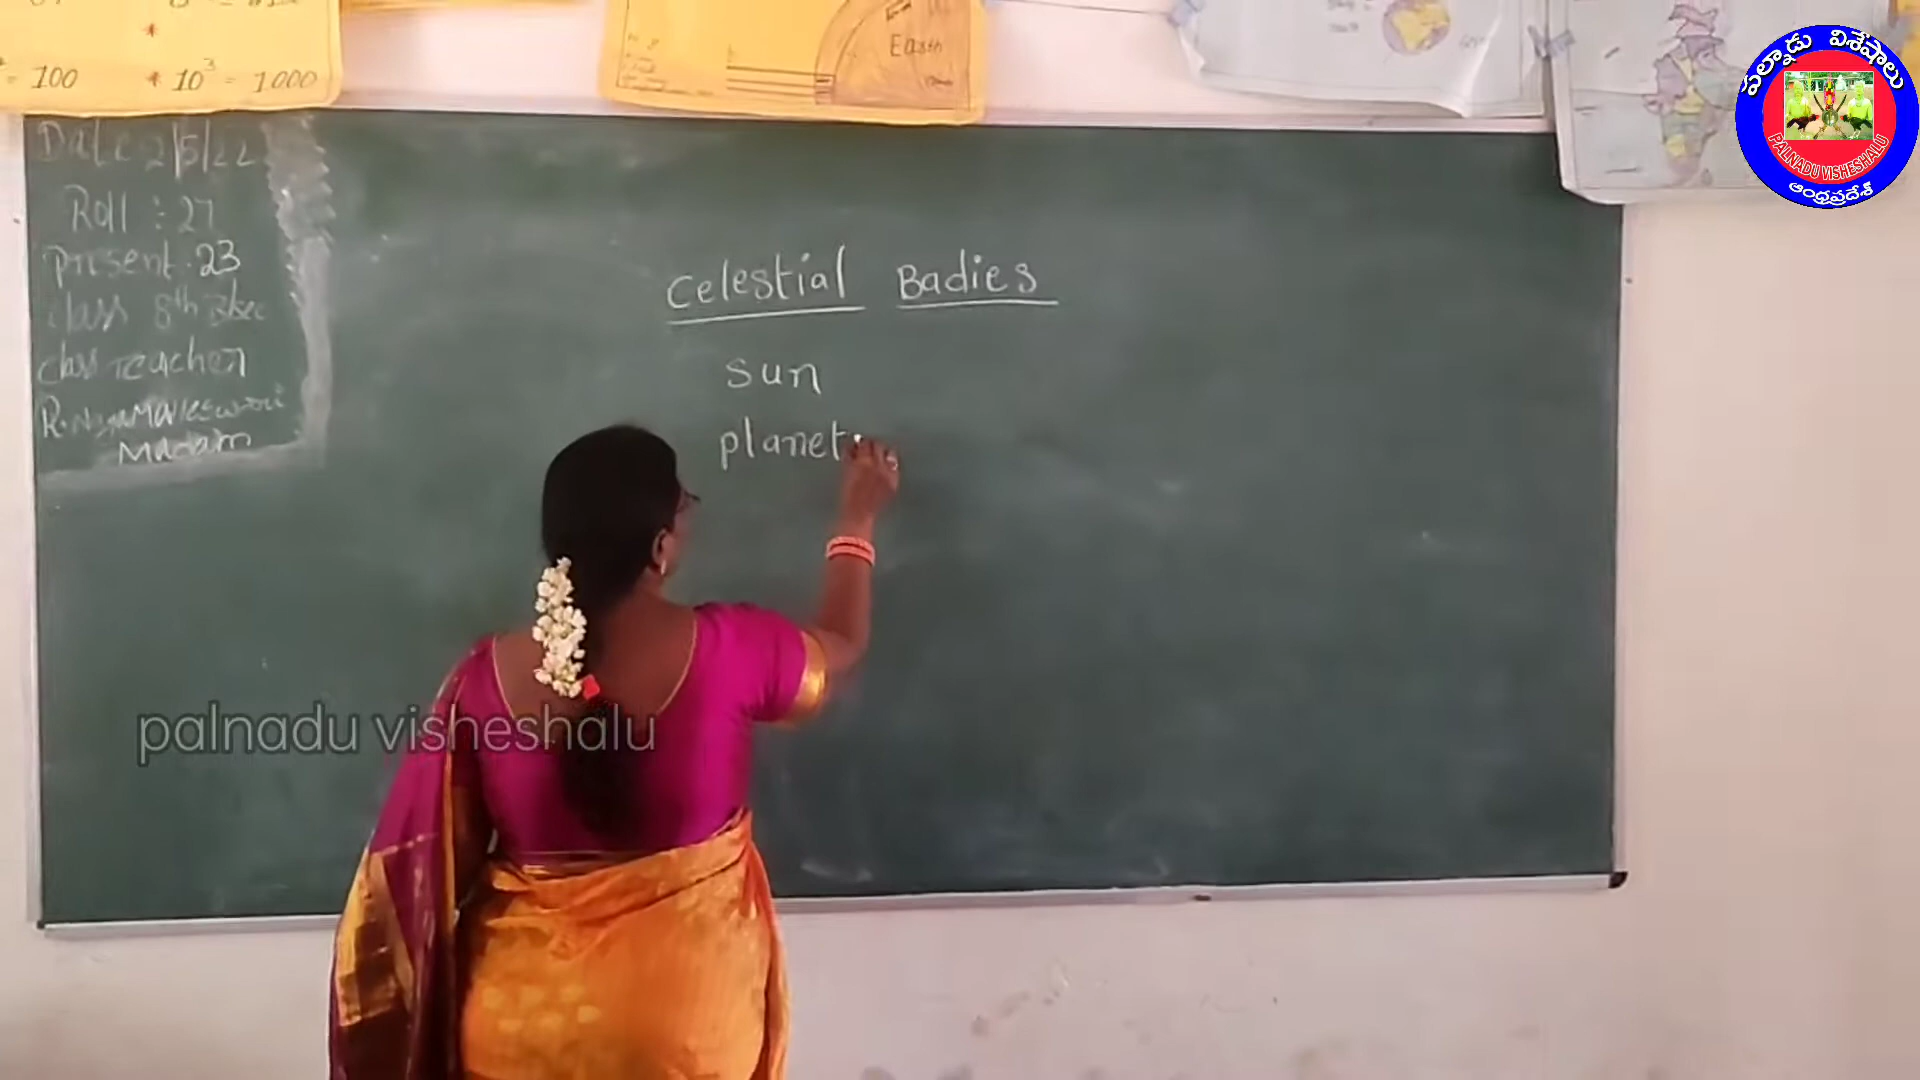 = 100
* 10³ = 1000
Earth
Date 2/5/22
Roll : 27
Present . 23
class 8th B sec
class Teacher
Madam
Celestial Badies
sun
planet
palnadu visheshalu
పల్నాడు విశేషాలు
PALNADU VISHESHALU
ఆంధ్రప్రదేశ్